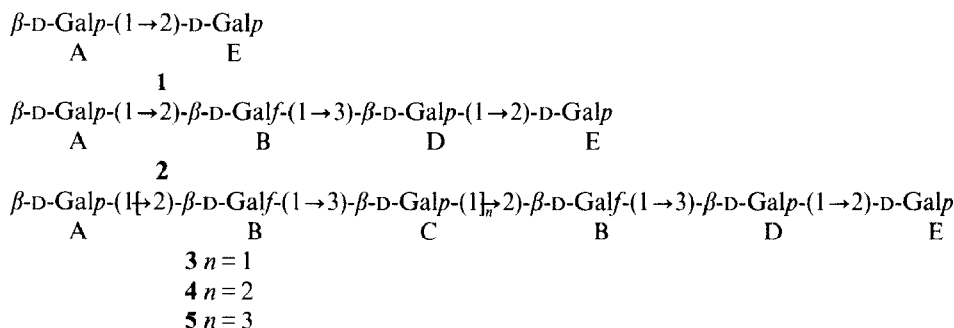 β-D-Galp-(1→2)-D-Galp
A E
1
β-D-Galp-(1→2)-β-D-Galf-(1→3)-β-D-Galp-(1→2)-D-Galp
A B D E
2
β-D-Galp-(1[→2)-β-D-Galf-(1→3)-β-D-Galp-(1]n→2)-β-D-Galf-(1→3)-β-D-Galp-(1→2)-D-Galp
A B C B D E
3 n = 1
4 n = 2
5 n = 3